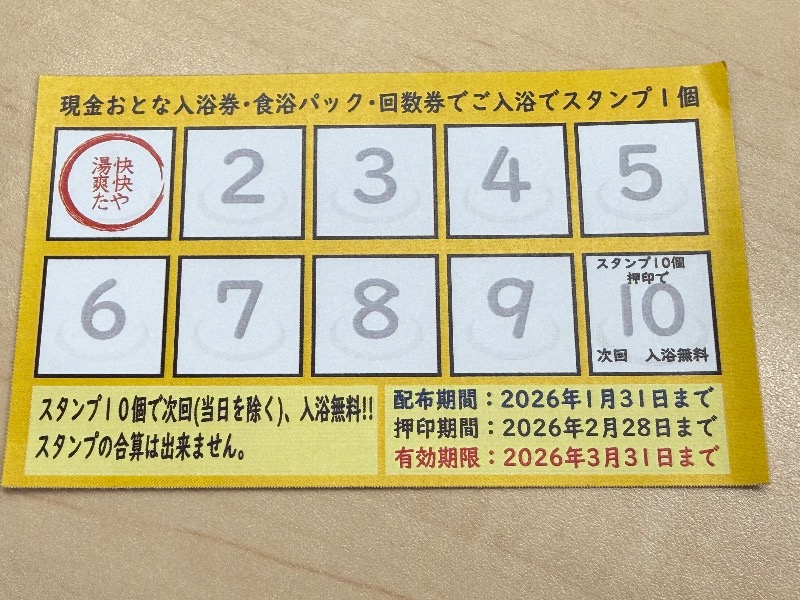 現金おとな入浴券・食浴パック・回数券でご入浴でスタンプ1個
快快や
湯爽た
2
3
4
5
6
7
8
9
スタンプ10個
押印で
10
次回 入浴無料
スタンプ10個で次回(当日を除く)、入浴無料!!
スタンプの合算は出来ません。
配布期間:2026年1月31日まで
押印期間:2026年2月28日まで
有効期限:2026年3月31日まで